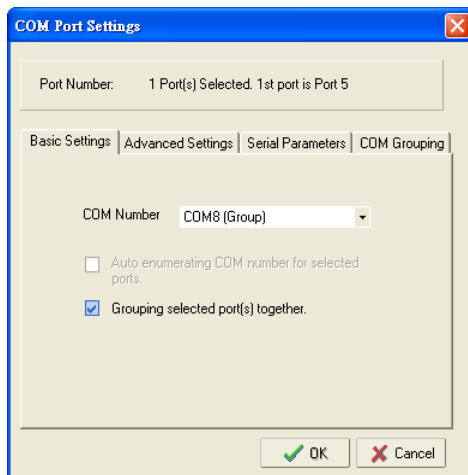 COM Port Settings
Port Number: 1 Port(s) Selected. 1st port is Port 5
Basic Settings Advanced Settings Serial Parameters COM Grouping
COM Number COM8 (Group)
Auto enumerating COM number for selected
ports.
Grouping selected port(s) together.
OK Cancel